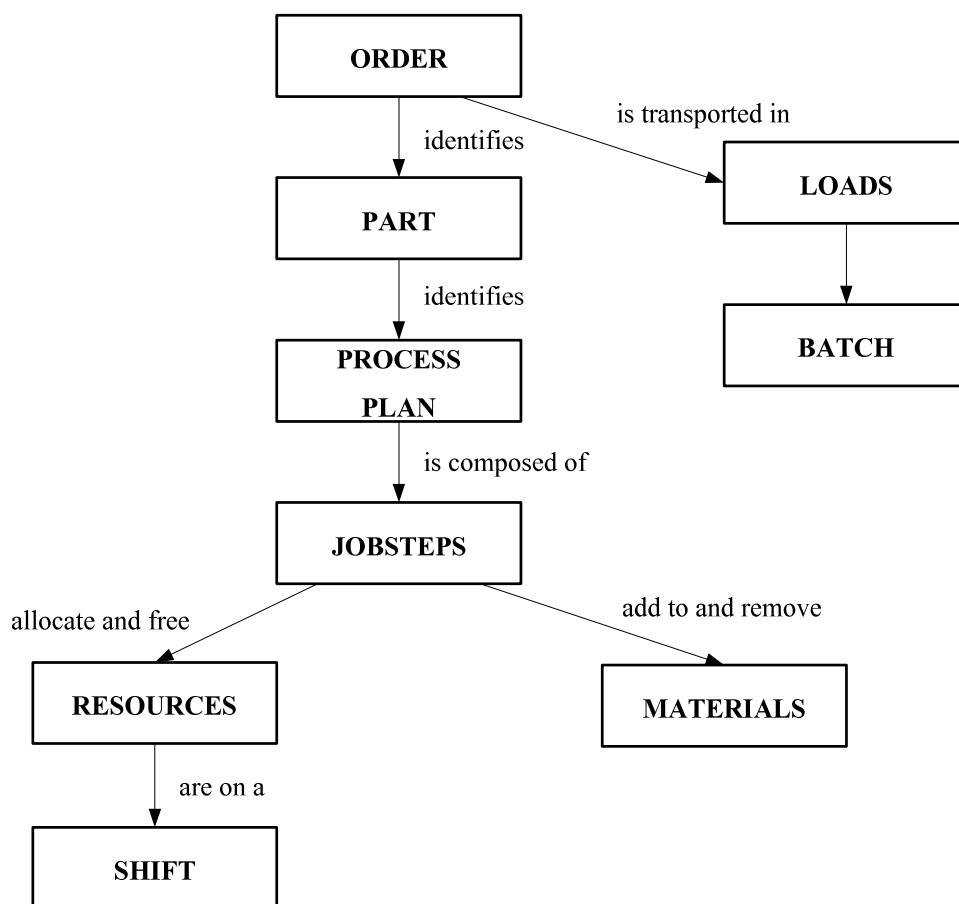 ORDER
is transported in
identifies
LOADS
PART
identifies
BATCH
PROCESS
PLAN
is composed of
JOBSTEPS
allocate and free
add to and remove
RESOURCES
MATERIALS
are on a
SHIFT